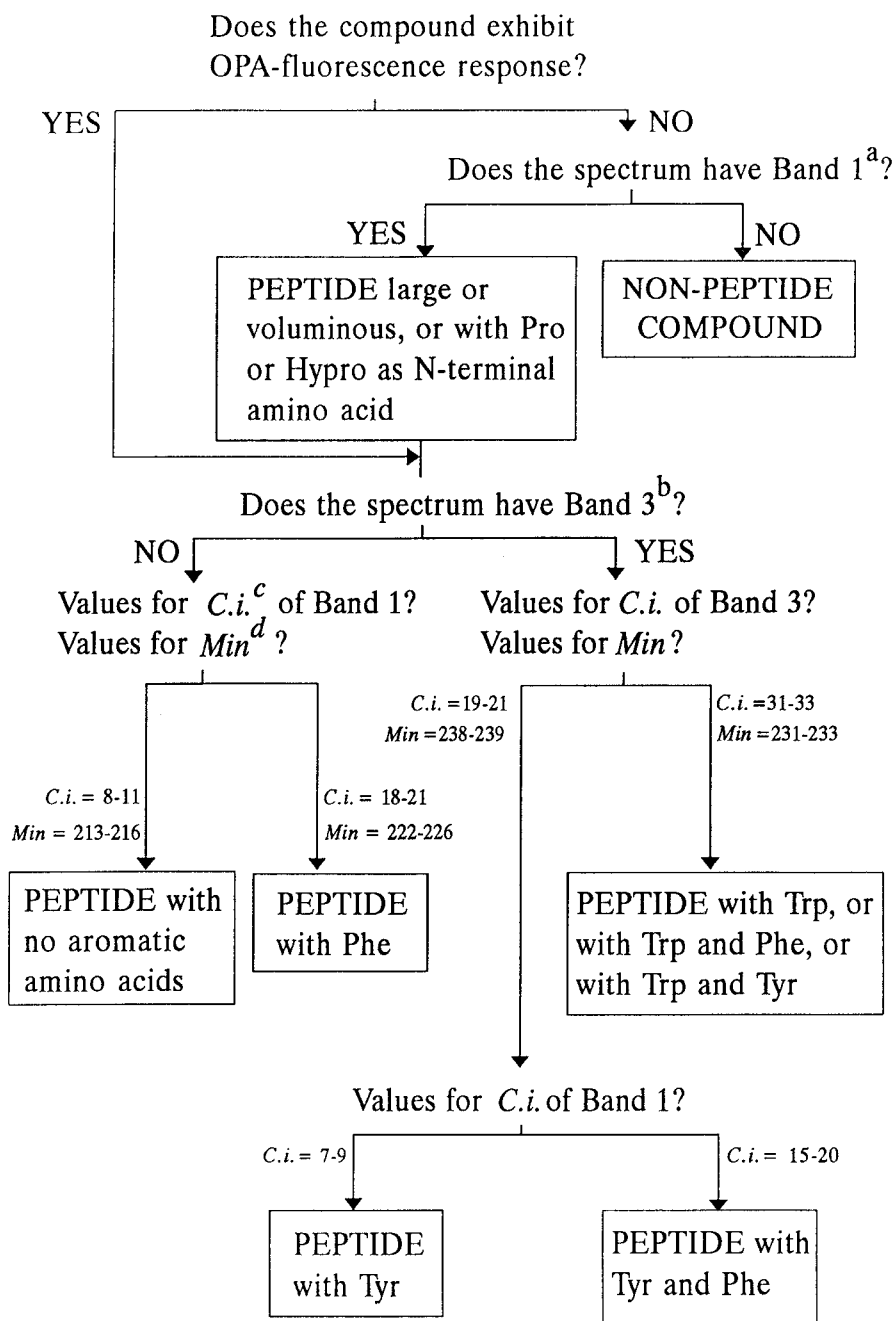 Does the compound exhibit
OPA-fluorescence response?
YES
NO
Does the spectrum have Band 1a?
YES
NO
PEPTIDE large or
voluminous, or with Pro
or Hypro as N-terminal
amino acid
NON-PEPTIDE
COMPOUND
Does the spectrum have Band 3b?
NO
YES
Values for C.i.c of Band 1?
Values for Mind ?
Values for C.i. of Band 3?
Values for Min?
C.i.=19-21
Min=238-239
C.i.=31-33
Min=231-233
C.i. = 8-11
Min = 213-216
C.i. = 18-21
Min = 222-226
PEPTIDE with
no aromatic
amino acids
PEPTIDE
with Phe
PEPTIDE with Trp, or
with Trp and Phe, or
with Trp and Tyr
Values for C.i. of Band 1?
C.i.= 7-9
C.i.= 15-20
PEPTIDE
with Tyr
PEPTIDE with
Tyr and Phe